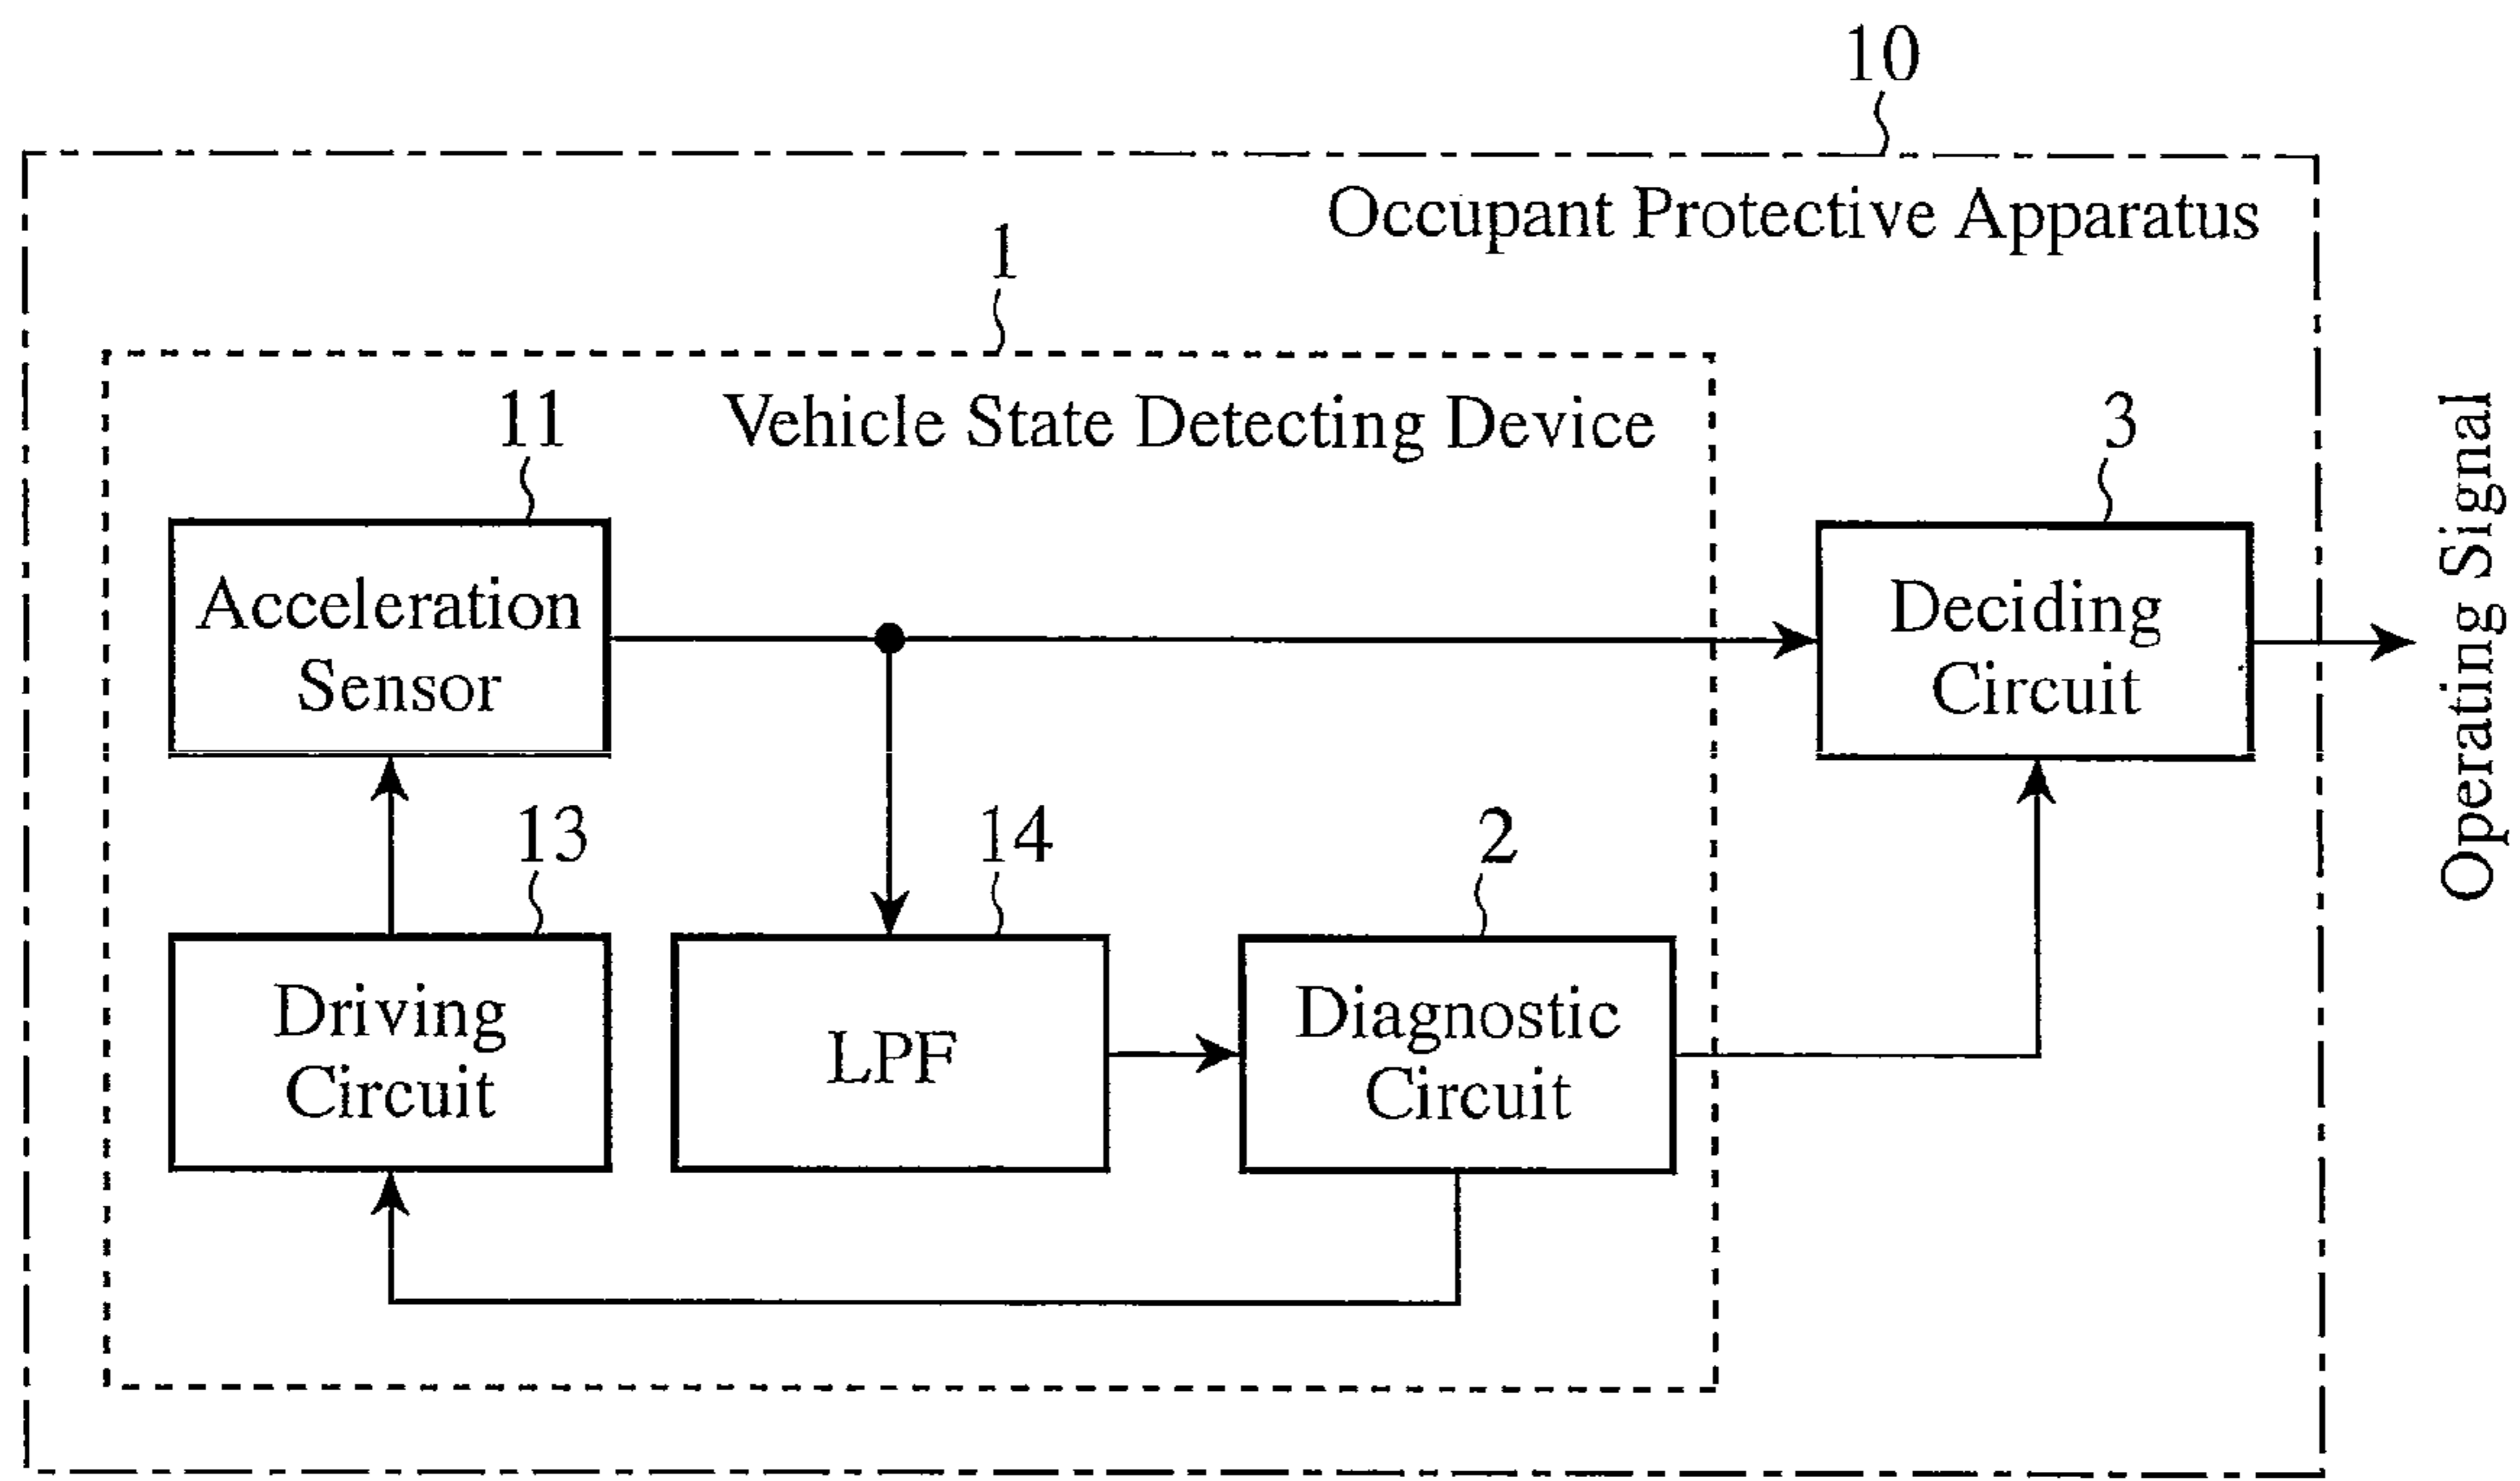 10
Occupant Protective Apparatus
1
Vehicle State Detecting Device
11
Acceleration
Sensor
3
Deciding
Circuit
Operating Signal
13
Driving
Circuit
14
LPF
2
Diagnostic
Circuit